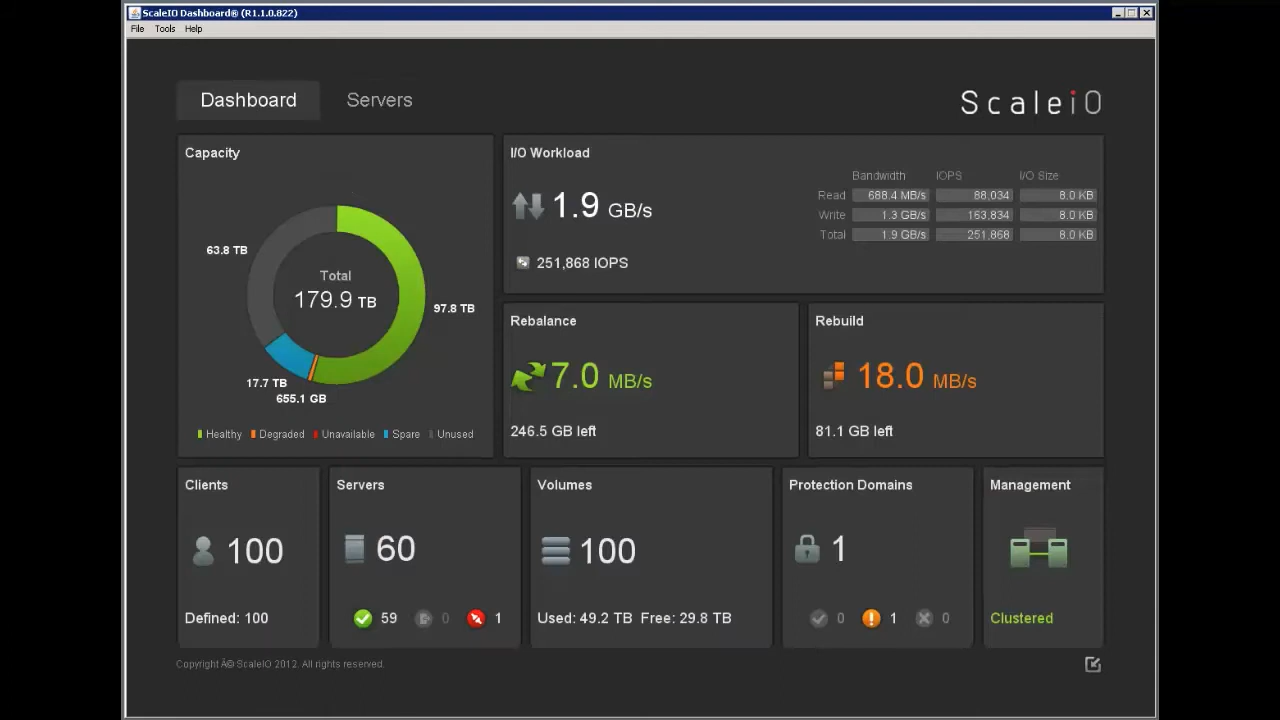 ScaleIO Dashboard® (R1.1.0.822)
File Tools Help
Dashboard Servers
ScaleiO
Capacity
63.8 TB
Total
179.9 TB
97.8 TB
17.7 TB
655.1 GB
Healthy Degraded Unavailable Spare Unused
I/O Workload
1.9 GB/s
251,868 IOPS
Bandwidth IOPS I/O Size
Read 688.4 MB/s 88,034 8.0 KB
Write 1.3 GB/s 163,834 8.0 KB
Total 1.9 GB/s 251,868 8.0 KB
Rebalance
7.0 MB/s
246.5 GB left
Rebuild
18.0 MB/s
81.1 GB left
Clients
100
Defined: 100
Servers
60
59 0 1
Volumes
100
Used: 49.2 TB Free: 29.8 TB
Protection Domains
1
0 1 0
Management
Clustered
Copyright Â© ScaleIO 2012. All rights reserved.